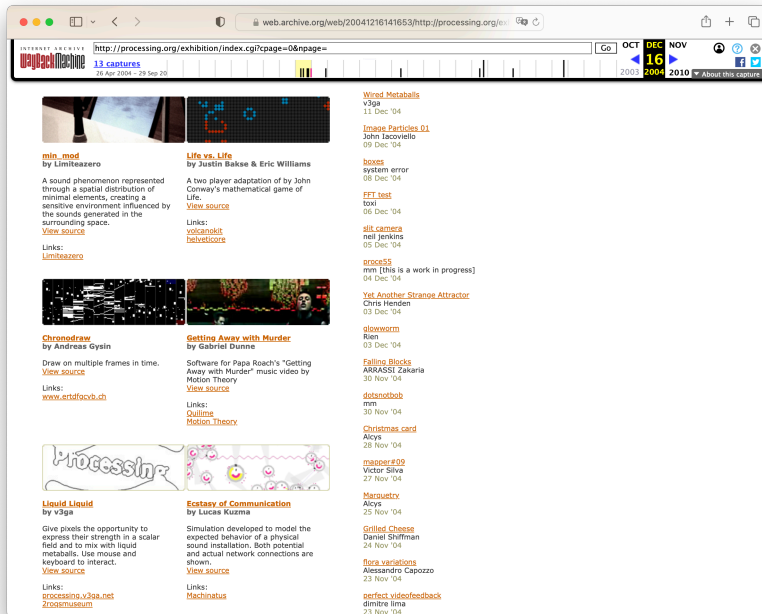 web.archive.org/web/20041216141653/http://processing.org/ex
INTERNET ARCHIVE
WayBackMachine
http://processing.org/exhibition/index.cgi?cpage=0&npage=
Go
13 captures
26 Apr 2004 – 29 Sep 20
OCT DEC NOV
16
2003 2004 2010
About this capture
min_mod
by Limiteazero
A sound phenomenon represented
through a spatial distribution of
minimal elements, creating a
sensitive environment influenced by
the sounds generated in the
surrounding space.
View source
Links:
Limiteazero
Life vs. Life
by Justin Bakse & Eric Williams
A two player adaptation of by John
Conway's mathematical game of
Life.
View source
Links:
volcanokit
helveticore
Chronodraw
by Andreas Gysin
Draw on multiple frames in time.
View source
Links:
www.ertdfgcvb.ch
Getting Away with Murder
by Gabriel Dunne
Software for Papa Roach's "Getting
Away with Murder" music video by
Motion Theory
View source
Links:
Quilime
Motion Theory
Processing
Liquid Liquid
by v3ga
Give pixels the opportunity to
express their strength in a scalar
field and to mix with liquid
metaballs. Use mouse and
keyboard to interact.
View source
Links:
processing.v3ga.net
2roqsmuseum
Ecstasy of Communication
by Lucas Kuzma
Simulation developed to model the
expected behavior of a physical
sound installation. Both potential
and actual network connections are
shown.
View source
Links:
Machinatus
Wired Metaballs
v3ga
11 Dec '04
Image Particles 01
John Iacoviello
09 Dec '04
boxes
system error
08 Dec '04
FFT test
toxi
06 Dec '04
slit camera
neil jenkins
05 Dec '04
proce55
mm [this is a work in progress]
04 Dec '04
Yet Another Strange Attractor
Chris Henden
03 Dec '04
glowworm
Rien
03 Dec '04
Falling Blocks
ARRASSI Zakaria
30 Nov '04
dotsnotbob
mm
30 Nov '04
Christmas card
Alcys
28 Nov '04
mapper#09
Victor Silva
27 Nov '04
Marquetry
Alcys
25 Nov '04
Grilled Cheese
Daniel Shiffman
24 Nov '04
flora variations
Alessandro Capozzo
23 Nov '04
perfect videofeedback
dimitre lima
23 Nov '04